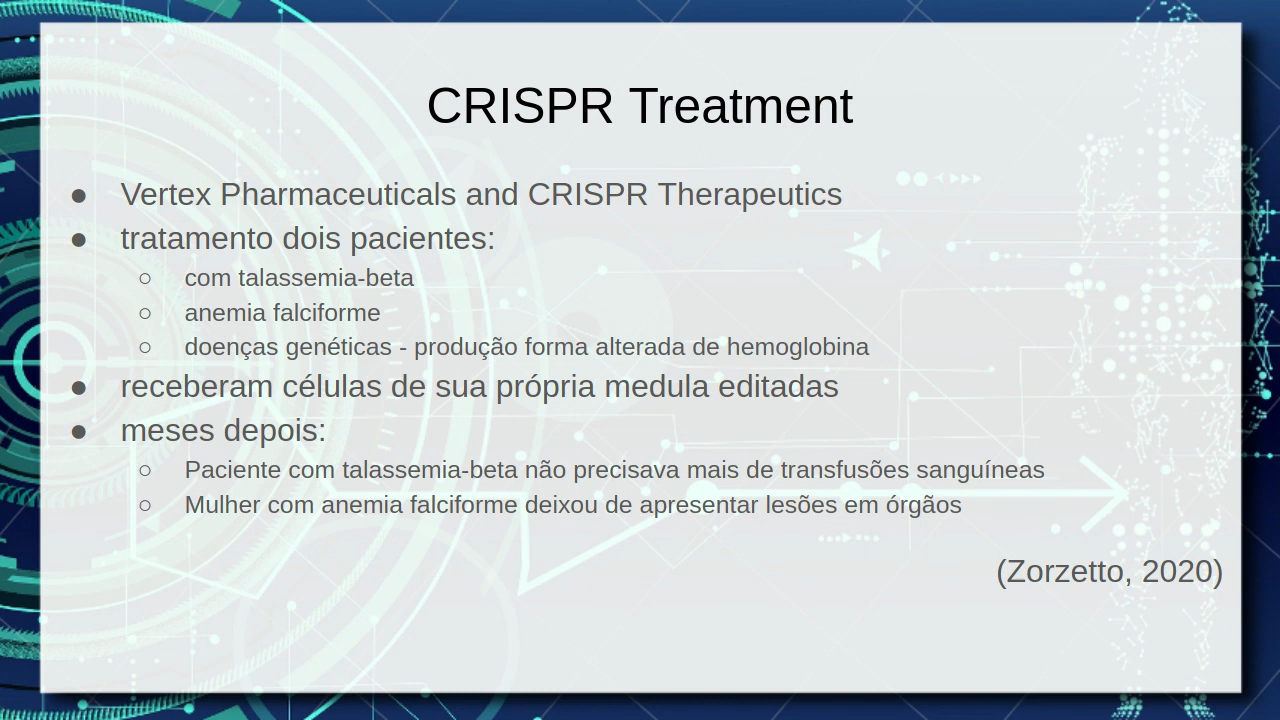 CRISPR Treatment
● Vertex Pharmaceuticals and CRISPR Therapeutics
● tratamento dois pacientes:
○ com talassemia-beta
○ anemia falciforme
○ doenças genéticas - produção forma alterada de hemoglobina
● receberam células de sua própria medula editadas
● meses depois:
○ Paciente com talassemia-beta não precisava mais de transfusões sanguíneas
○ Mulher com anemia falciforme deixou de apresentar lesões em órgãos
(Zorzetto, 2020)